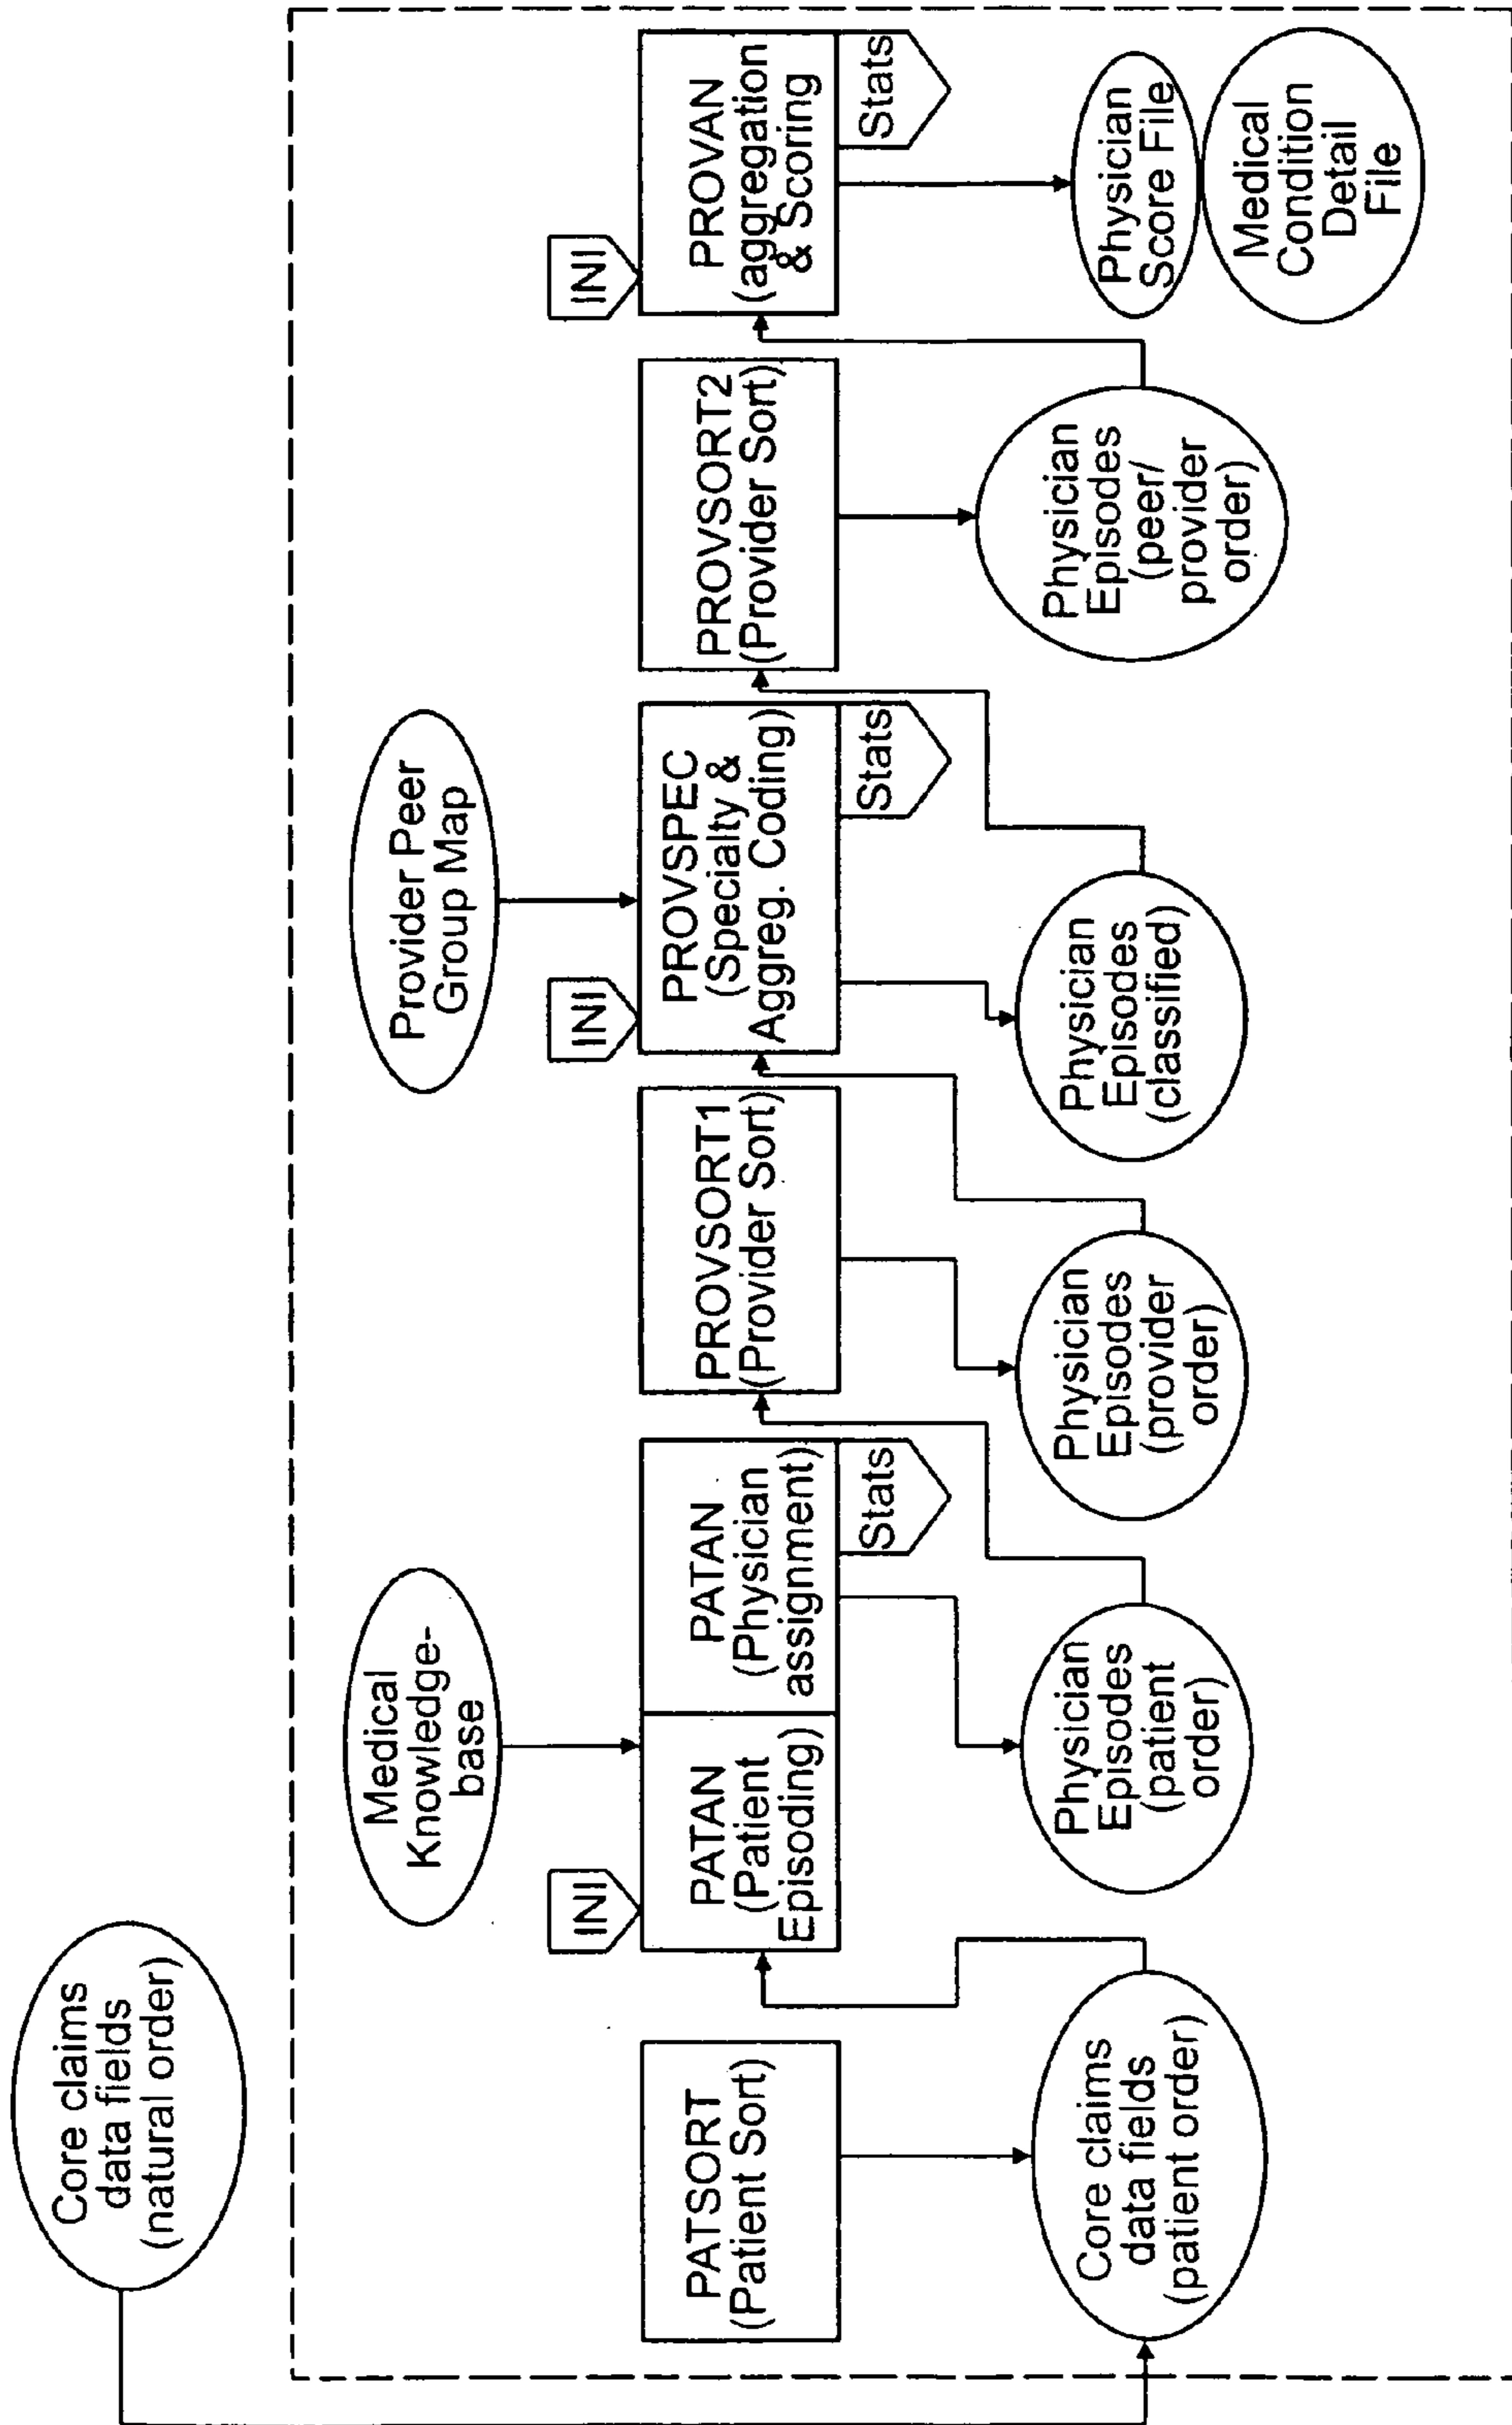 Core claims
data fields
(natural order)
Medical
Knowledge-
base
Provider Peer
Group Map
INI
INI
INI
PATSORT
(Patient Sort)
PATAN
(Patient
Episoding)
PATAN
(Physician
assignment)
Stats
PROVSORT1
(Provider Sort)
PROVSPEC
(Specialty &
Aggreg. Coding)
Stats
PROVSORT2
(Provider Sort)
PROVAN
(aggregation
& Scoring
Stats
Core claims
data fields
(patient order)
Physician
Episodes
(patient
order)
Physician
Episodes
(provider
order)
Physician
Episodes
(classified)
Physician
Episodes
(peer/
provider
order)
Physician
Score File
Medical
Condition
Detail
File